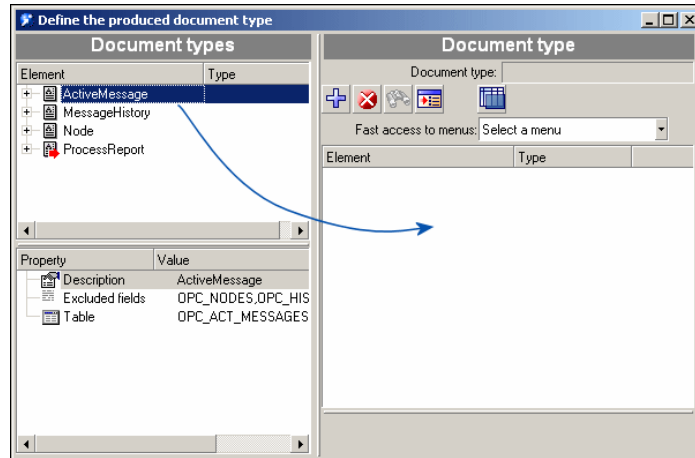 Define the produced document type
Document types
Element Type
ActiveMessage
MessageHistory
Node
ProcessReport
Property Value
Description ActiveMessage
Excluded fields OPC_NODES,OPC_HIS
Table OPC_ACT_MESSAGES
Document type
Document type:
Fast access to menus: Select a menu
Element Type